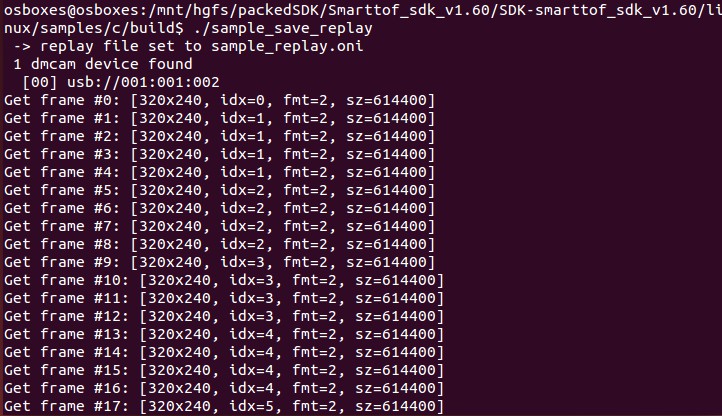 osboxes@osboxes:/mnt/hgfs/packedSDK/Smarttof_sdk_v1.60/SDK-smarttof_sdk_v1.60/li
nux/samples/c/build$ ./sample_save_replay
 -> replay file set to sample_replay.oni
 1 dmcam device found
  [00] usb://001:001:002
Get frame #0: [320x240, idx=0, fmt=2, sz=614400]
Get frame #1: [320x240, idx=1, fmt=2, sz=614400]
Get frame #2: [320x240, idx=1, fmt=2, sz=614400]
Get frame #3: [320x240, idx=1, fmt=2, sz=614400]
Get frame #4: [320x240, idx=1, fmt=2, sz=614400]
Get frame #5: [320x240, idx=2, fmt=2, sz=614400]
Get frame #6: [320x240, idx=2, fmt=2, sz=614400]
Get frame #7: [320x240, idx=2, fmt=2, sz=614400]
Get frame #8: [320x240, idx=2, fmt=2, sz=614400]
Get frame #9: [320x240, idx=3, fmt=2, sz=614400]
Get frame #10: [320x240, idx=3, fmt=2, sz=614400]
Get frame #11: [320x240, idx=3, fmt=2, sz=614400]
Get frame #12: [320x240, idx=3, fmt=2, sz=614400]
Get frame #13: [320x240, idx=4, fmt=2, sz=614400]
Get frame #14: [320x240, idx=4, fmt=2, sz=614400]
Get frame #15: [320x240, idx=4, fmt=2, sz=614400]
Get frame #16: [320x240, idx=4, fmt=2, sz=614400]
Get frame #17: [320x240, idx=5, fmt=2, sz=614400]